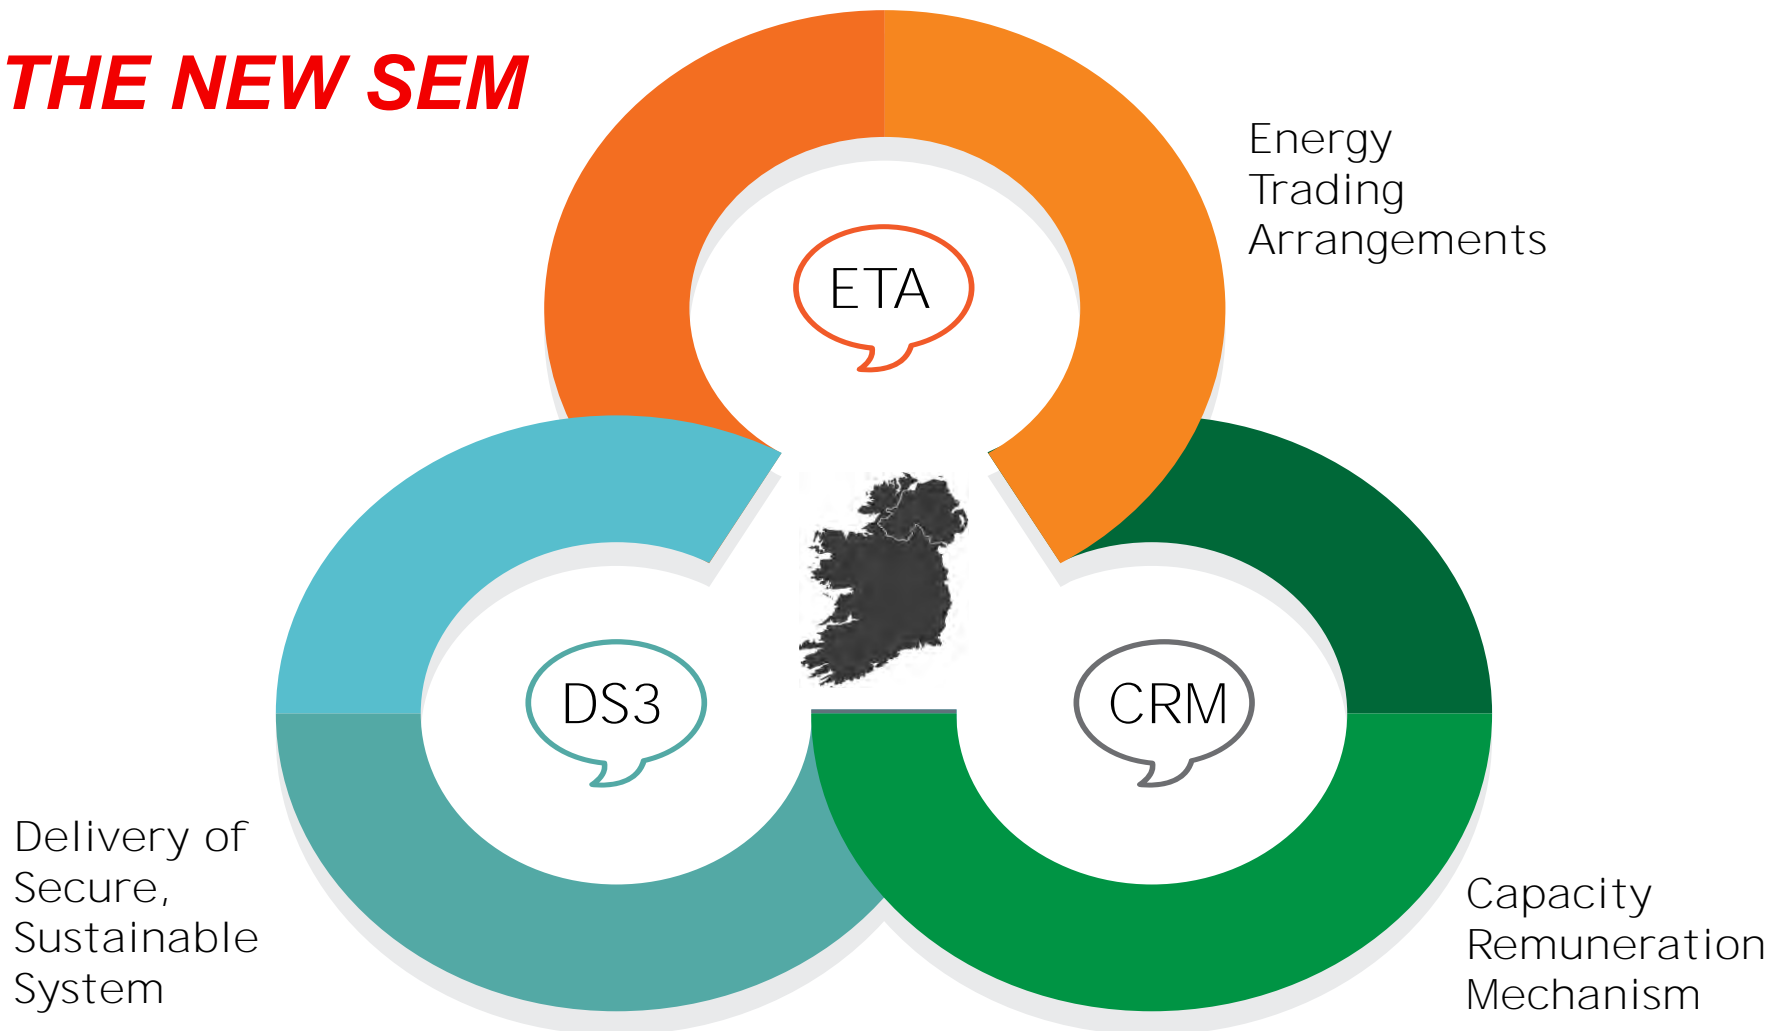 THE NEW SEM
Energy
Trading
Arrangements
ETA
DS3
CRM
Delivery of
Secure,
Sustainable
System
Capacity
Remuneration
Mechanism